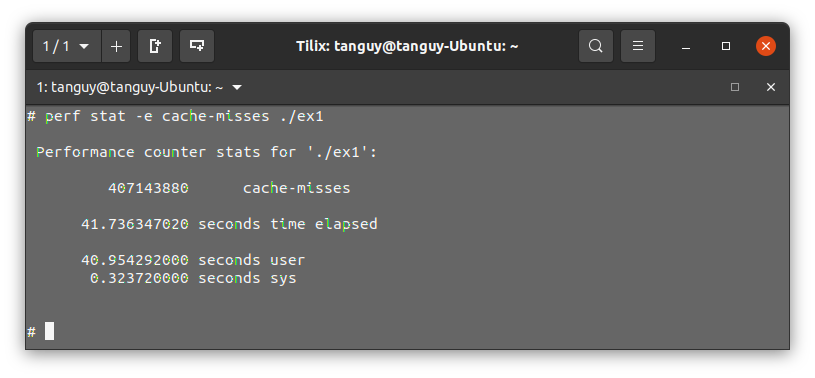 1 / 1
Tilix: tanguy@tanguy-Ubuntu: ~
1: tanguy@tanguy-Ubuntu: ~
# perf stat -e cache-misses ./ex1
Performance counter stats for './ex1':
407143880 cache-misses
41.736347020 seconds time elapsed
40.954292000 seconds user
0.323720000 seconds sys
#